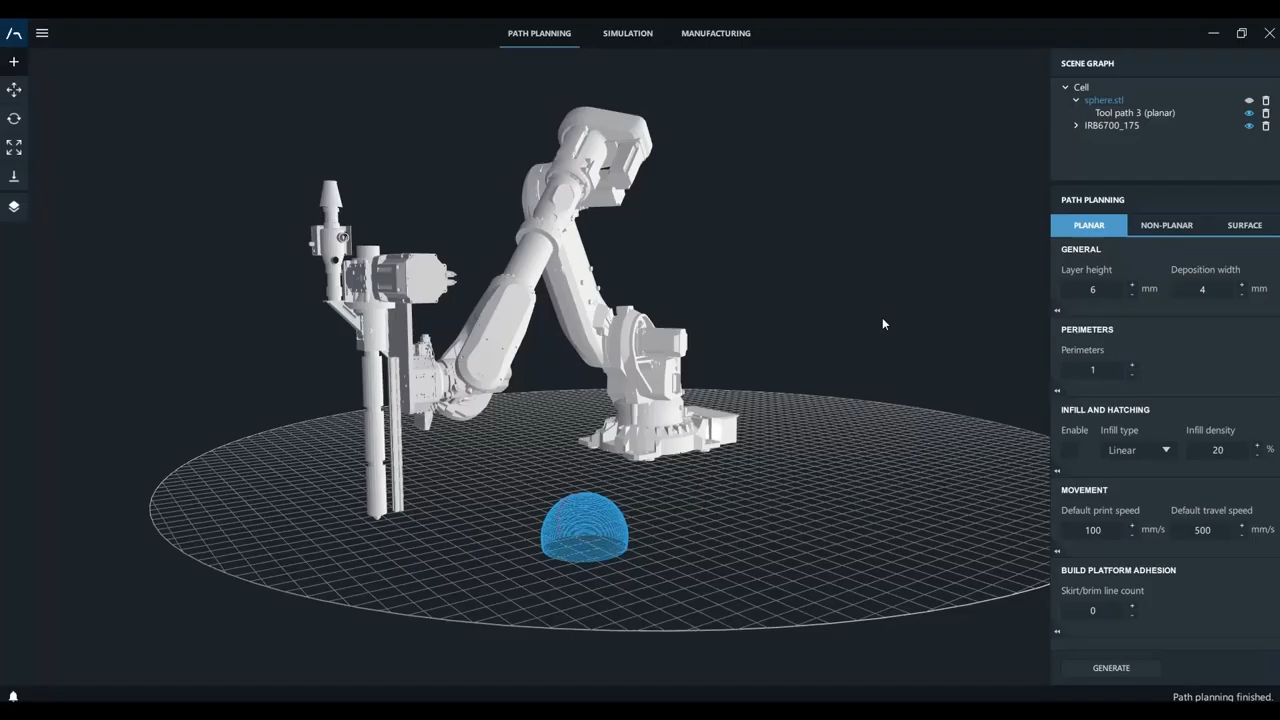 PATH PLANNING SIMULATION MANUFACTURING
SCENE GRAPH
Cell
sphere.stl
Tool path 3 (planar)
IRB6700_175
PATH PLANNING
PLANAR NON-PLANAR SURFACE
GENERAL
Layer height Deposition width
6 mm 4 mm
PERIMETERS
Perimeters
1
INFILL AND HATCHING
Enable Infill type Infill density
Linear 20 %
MOVEMENT
Default print speed Default travel speed
100 mm/s 500 mm/s
BUILD PLATFORM ADHESION
Skirt/brim line count
0
GENERATE
Path planning finished.